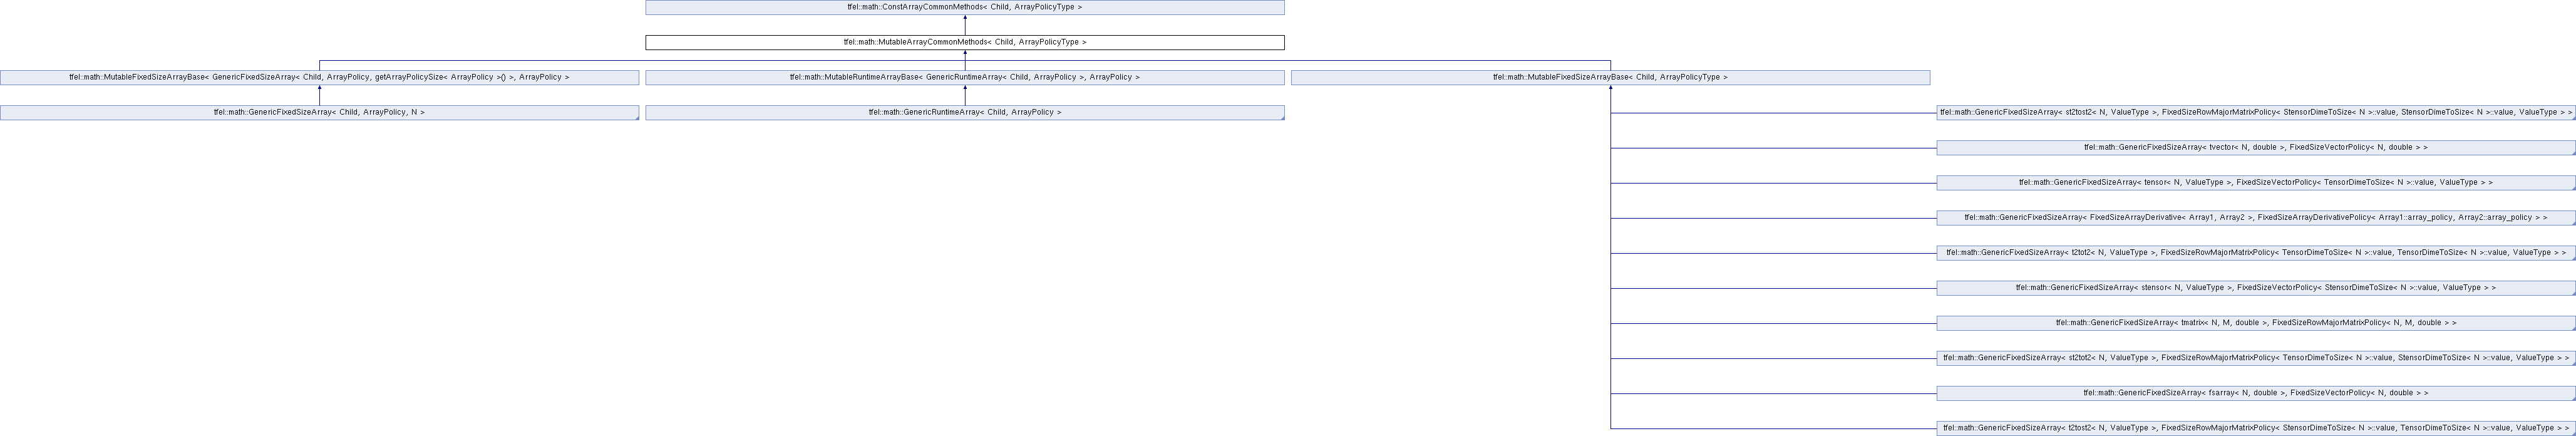 tfel::math::ConstArrayCommonMethods< Child, ArrayPolicyType >
tfel::math::MutableArrayCommonMethods< Child, ArrayPolicyType >
tfel::math::MutableFixedSizeArrayBase< GenericFixedSizeArray< Child, ArrayPolicy, getArrayPolicySize< ArrayPolicy >() >, ArrayPolicy >
tfel::math::MutableRuntimeArrayBase< GenericRuntimeArray< Child, ArrayPolicy >, ArrayPolicy >
tfel::math::MutableFixedSizeArrayBase< Child, ArrayPolicyType >
tfel::math::GenericFixedSizeArray< Child, ArrayPolicy, N >
tfel::math::GenericRuntimeArray< Child, ArrayPolicy >
tfel::math::GenericFixedSizeArray< st2tost2< N, ValueType >, FixedSizeRowMajorMatrixPolicy< StensorDimeToSize< N >::value, StensorDimeToSize< N >::value, ValueType > >
tfel::math::GenericFixedSizeArray< tvector< N, double >, FixedSizeVectorPolicy< N, double > >
tfel::math::GenericFixedSizeArray< tensor< N, ValueType >, FixedSizeVectorPolicy< TensorDimeToSize< N >::value, ValueType > >
tfel::math::GenericFixedSizeArray< FixedSizeArrayDerivative< Array1, Array2 >, FixedSizeArrayDerivativePolicy< Array1::array_policy, Array2::array_policy > >
tfel::math::GenericFixedSizeArray< t2tot2< N, ValueType >, FixedSizeRowMajorMatrixPolicy< TensorDimeToSize< N >::value, TensorDimeToSize< N >::value, ValueType > >
tfel::math::GenericFixedSizeArray< stensor< N, ValueType >, FixedSizeVectorPolicy< StensorDimeToSize< N >::value, ValueType > >
tfel::math::GenericFixedSizeArray< tmatrix< N, M, double >, FixedSizeRowMajorMatrixPolicy< N, M, double > >
tfel::math::GenericFixedSizeArray< st2tot2< N, ValueType >, FixedSizeRowMajorMatrixPolicy< TensorDimeToSize< N >::value, StensorDimeToSize< N >::value, ValueType > >
tfel::math::GenericFixedSizeArray< fsarray< N, double >, FixedSizeVectorPolicy< N, double > >
tfel::math::GenericFixedSizeArray< t2tost2< N, ValueType >, FixedSizeRowMajorMatrixPolicy< StensorDimeToSize< N >::value, TensorDimeToSize< N >::value, ValueType > >